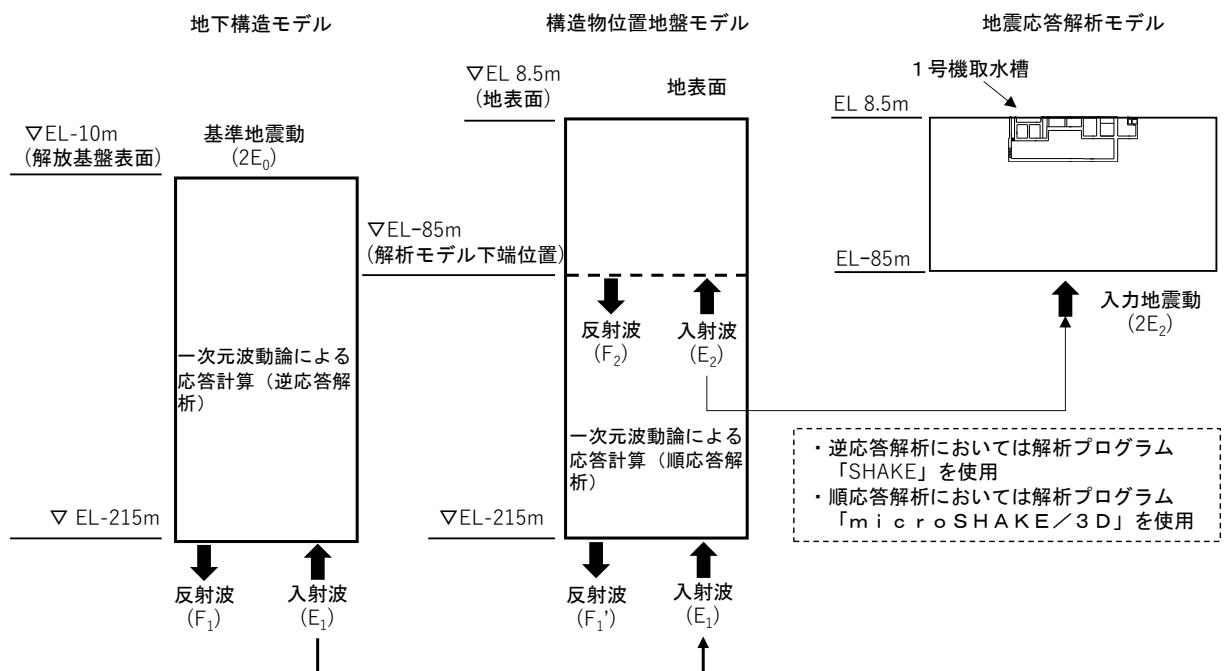 地下構造モデル
▽EL-10m
(解放基盤表面)
基準地震動
(2E₀)
一次元波動論による
応答計算（逆応答解
析）
▽ EL-215m
反射波
(F₁)
入射波
(E₁)
構造物位置地盤モデル
▽EL 8.5m
(地表面)
地表面
▽EL-85m
(解析モデル下端位置)
反射波
(F₂)
入射波
(E₂)
一次元波動論による
応答計算（順応答解
析）
▽EL-215m
反射波
(F₁')
入射波
(E₁)
地震応答解析モデル
１号機取水槽
EL 8.5m
EL-85m
入力地震動
(2E₂)
・逆応答解析においては解析プログラム
「SHAKE」を使用
・順応答解析においては解析プログラム
「ｍｉｃｒｏＳＨＡＫＥ／３Ｄ」を使用